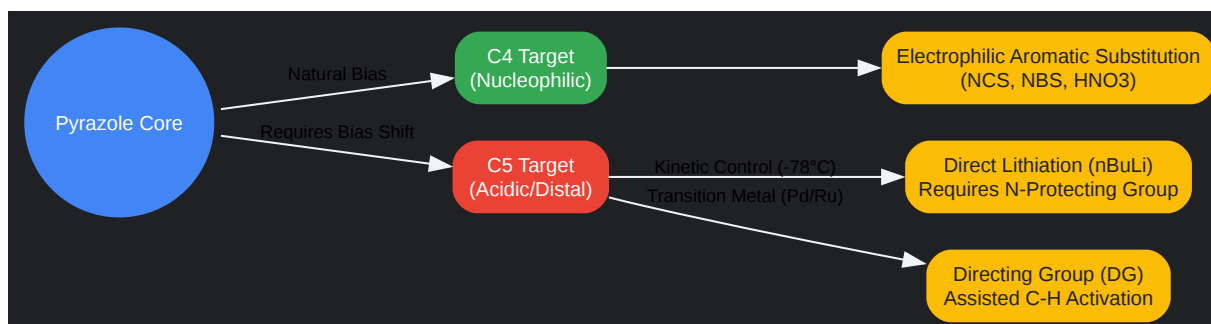 Pyrazole Core
Natural Bias
Requires Bias Shift
C4 Target
(Nucleophilic)
C5 Target
(Acidic/Distal)
Kinetic Control (-78°C)
Transition Metal (Pd/Ru)
Electrophilic Aromatic Substitution
(NCS, NBS, HNO3)
Direct Lithiation (nBuLi)
Requires N-Protecting Group
Directing Group (DG)
Assisted C-H Activation